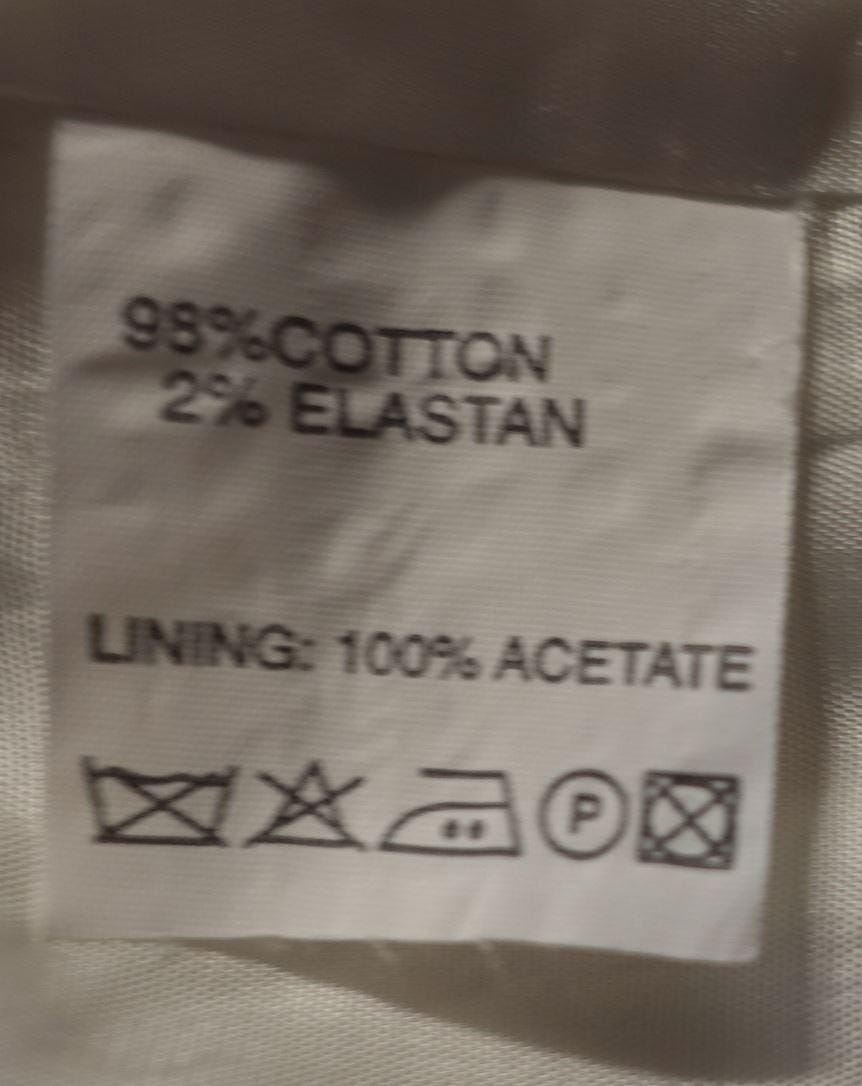 98%COTTON
2% ELASTAN
LINING: 100% ACETATE
P